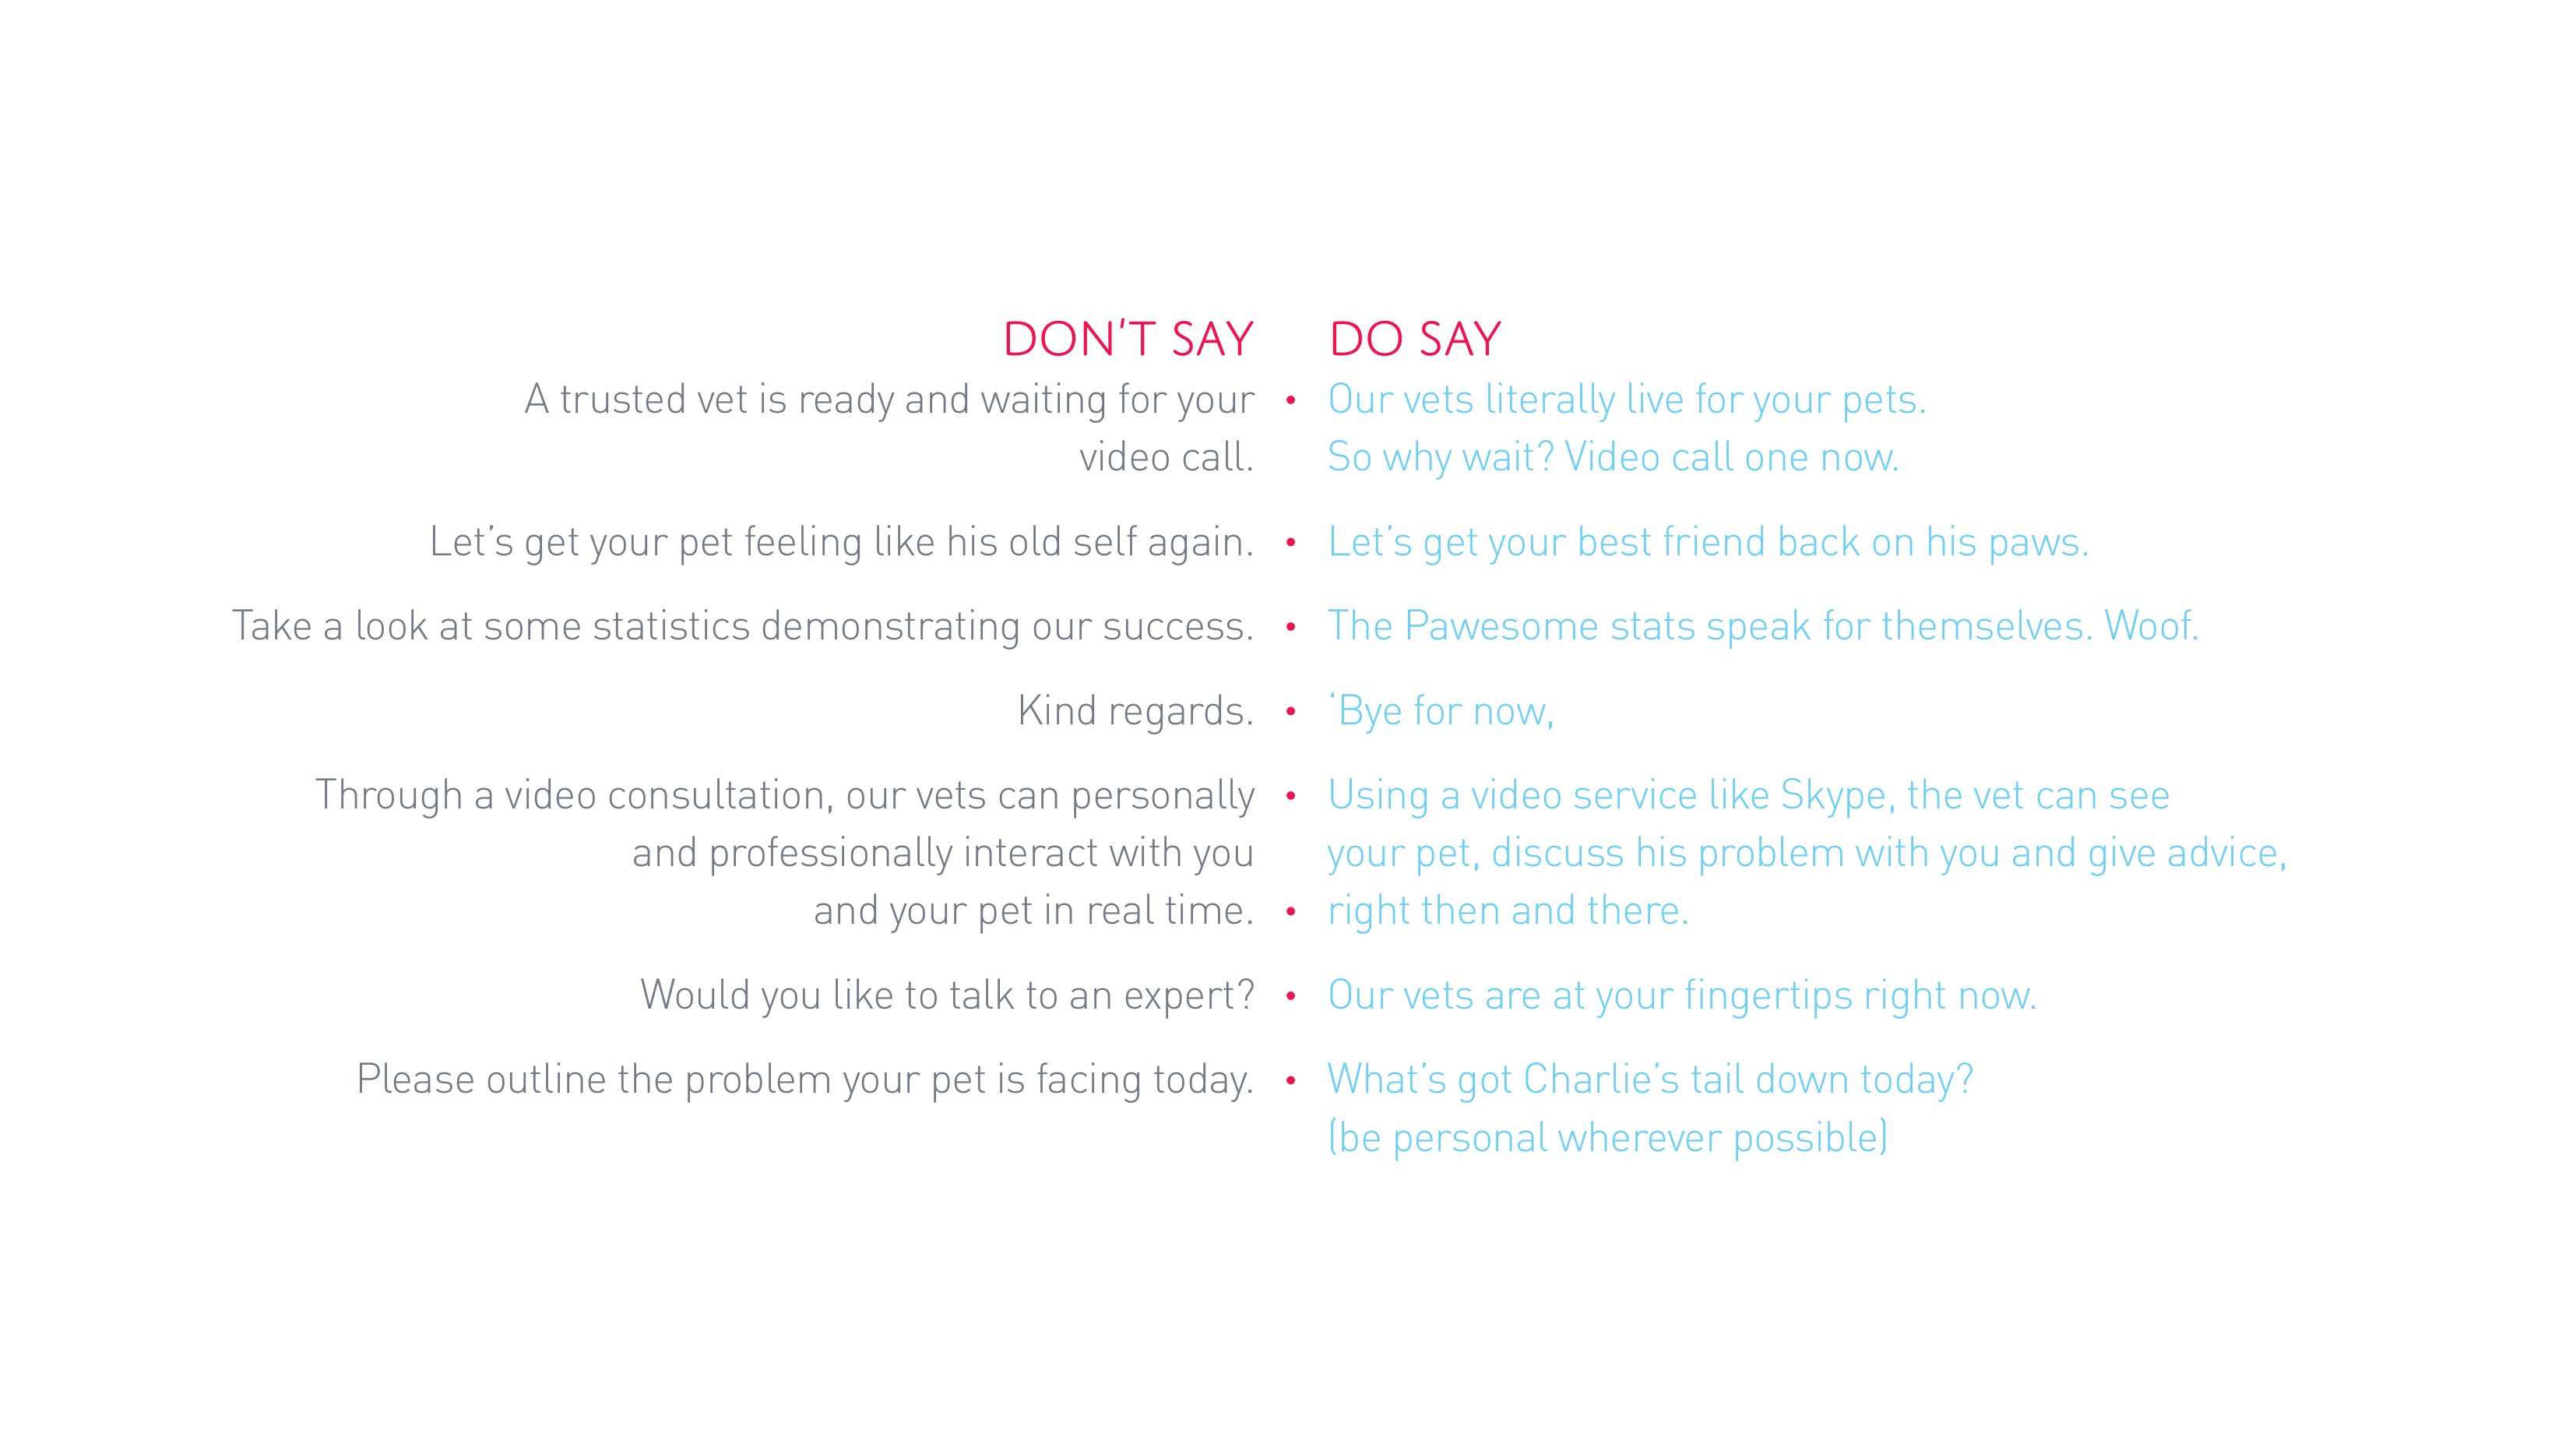 DON'T SAY
A trusted vet is ready and waiting for your
video call.
Let’s get your pet feeling like his old self again.
Take a look at some statistics demonstrating our success.
Kind regards.
Through a video consultation, our vets can personally
and professionally interact with you
and your pet in real time.
Would you like to talk to an expert?
Please outline the problem your pet is facing today.
DO SAY
• Our vets literally live for your pets.
So why wait? Video call one now.
• Let’s get your best friend back on his paws.
• The Pawesome stats speak for themselves. Woof.
• ‘Bye for now,
• Using a video service like Skype, the vet can see
your pet, discuss his problem with you and give advice,
• right then and there.
• Our vets are at your fingertips right now.
• What’s got Charlie’s tail down today?
(be personal wherever possible)